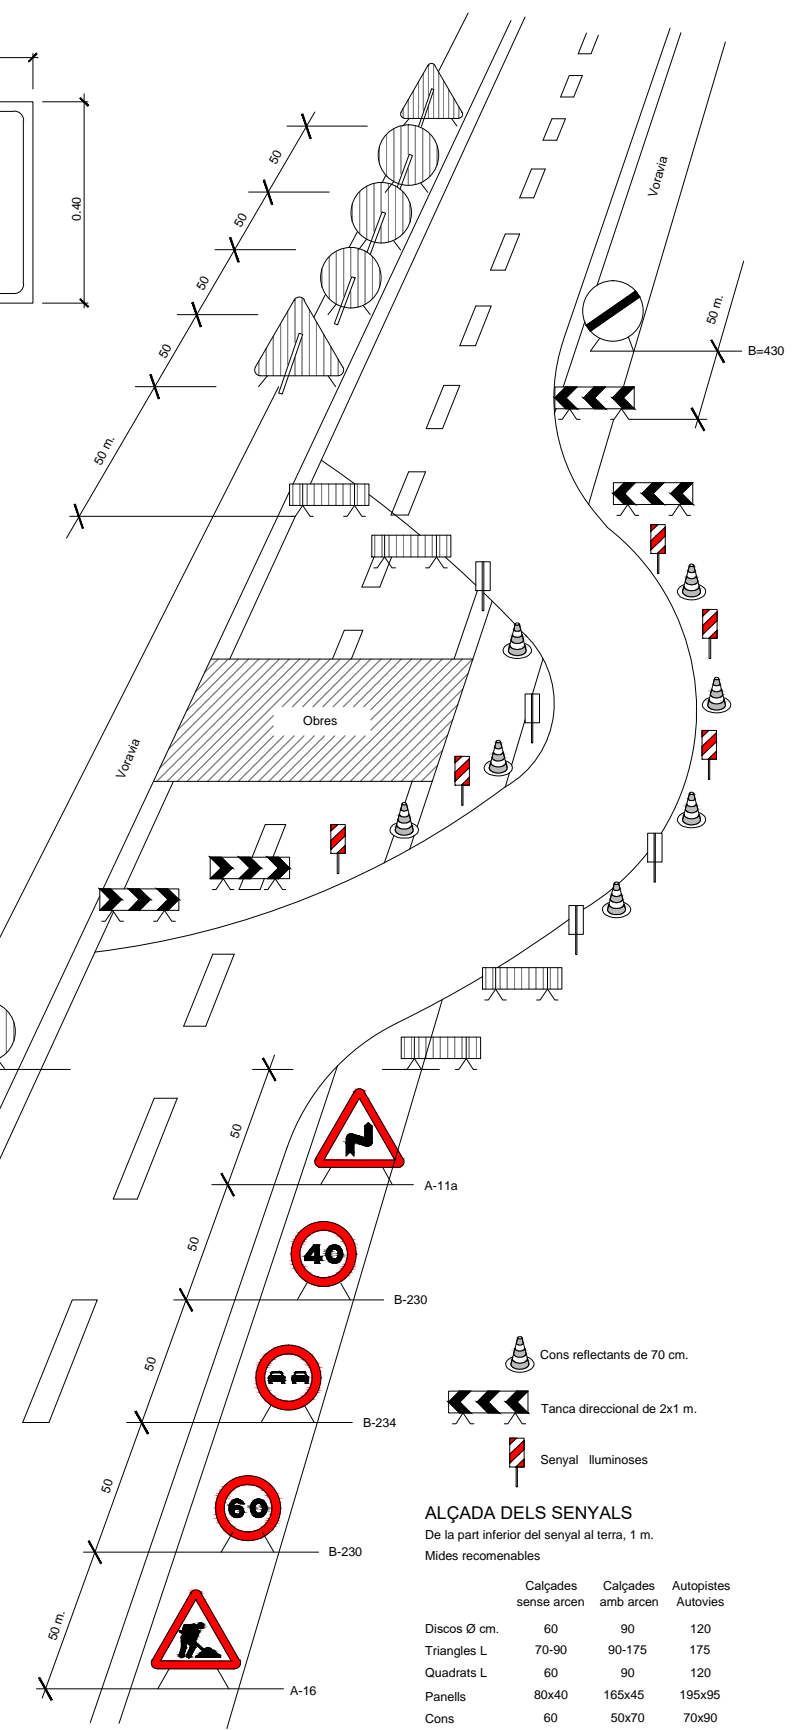 50
0.40
50
50
50
50 m.
Voravia
50 m.
B=430
Obres
Voravia
50
A-11a
40
50
B-230
50
B-234
50
60
B-230
50 m.
A-16
Cons reflectants de 70 cm.
Tanca direccional de 2x1 m.
Senyal lluminoses
ALÇADA DELS SENYALS
De la part inferior del senyal al terra, 1 m.
Mides recomenables
Calçades sense arcen Calçades amb arcen Autopistes Autovies
Discos Ø cm. 60 90 120
Triangles L 70-90 90-175 175
Quadrats L 60 90 120
Panells 80x40 165x45 195x95
Cons 60 50x70 70x90